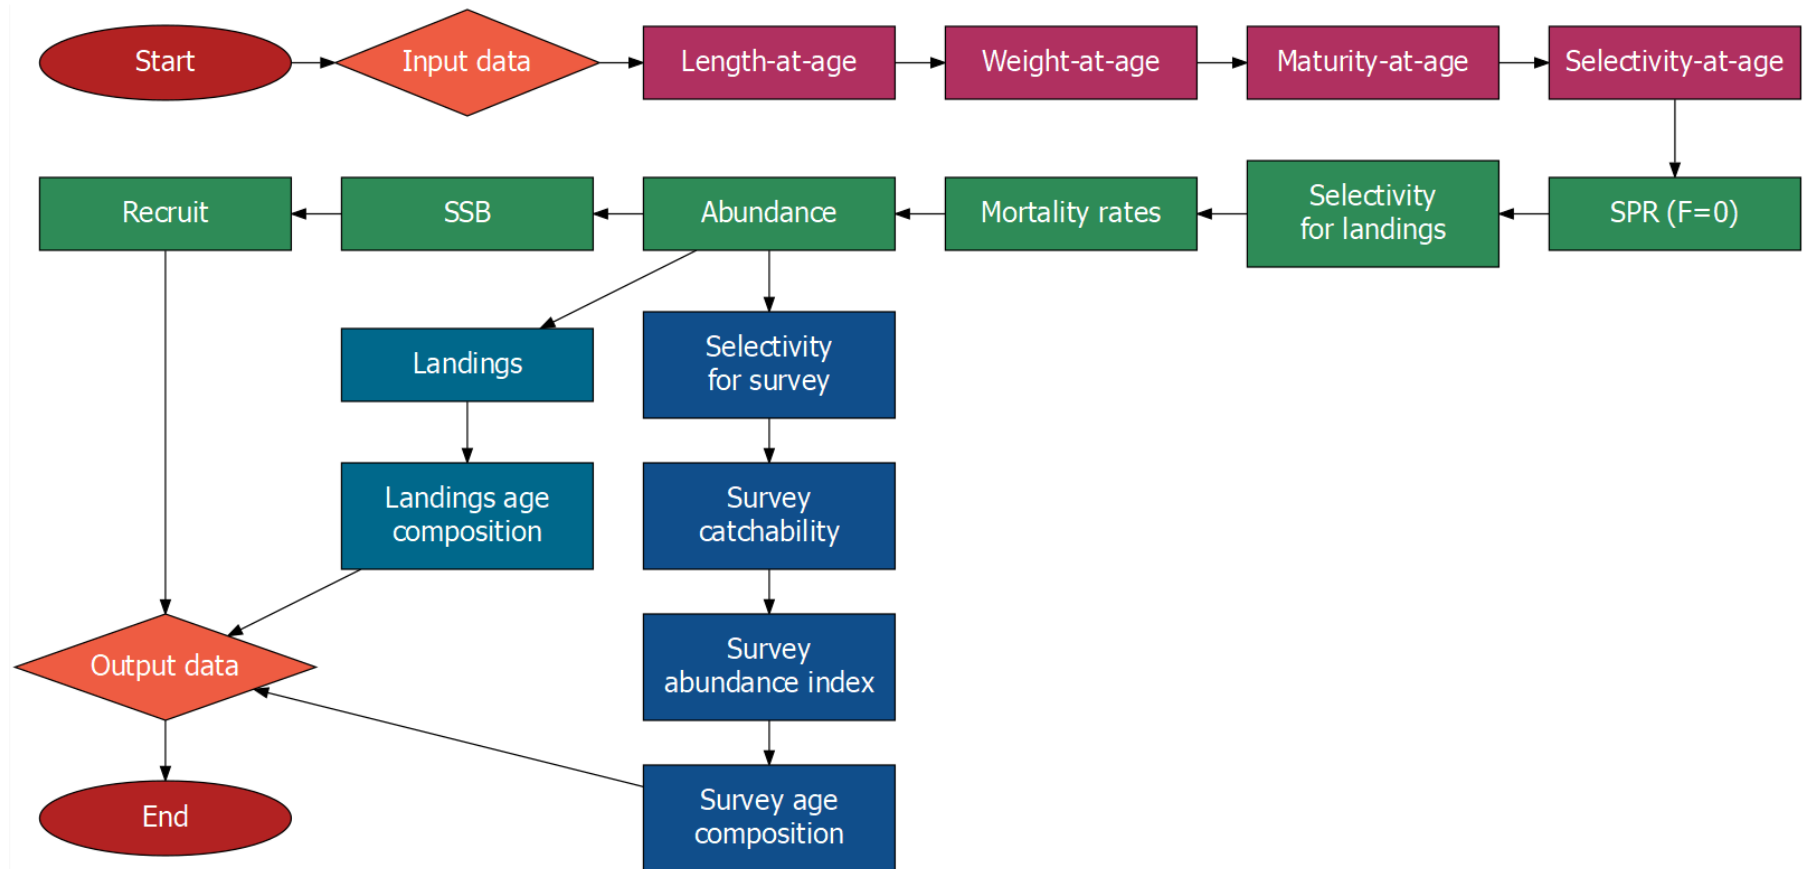 Start
Input data
Length-at-age
Weight-at-age
Maturity-at-age
Selectivity-at-age
Recruit
SSB
Abundance
Mortality rates
Selectivity
for landings
SPR (F=0)
Landings
Selectivity
for survey
Landings age
composition
Survey
catchability
Output data
Survey
abundance index
End
Survey age
composition